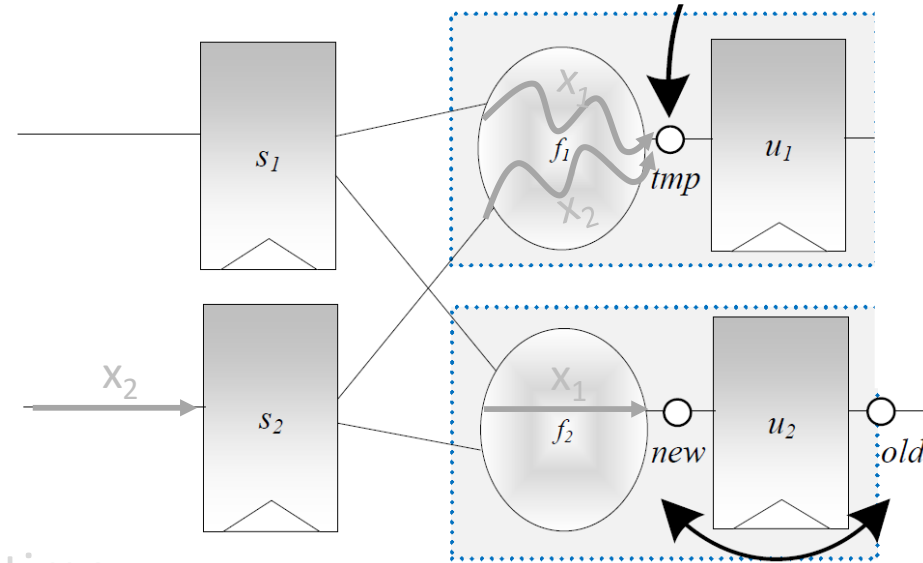 s₁
x₁
f₁
x₂
tmp
u₁
x₂
s₂
x₁
f₂
new
u₂
old